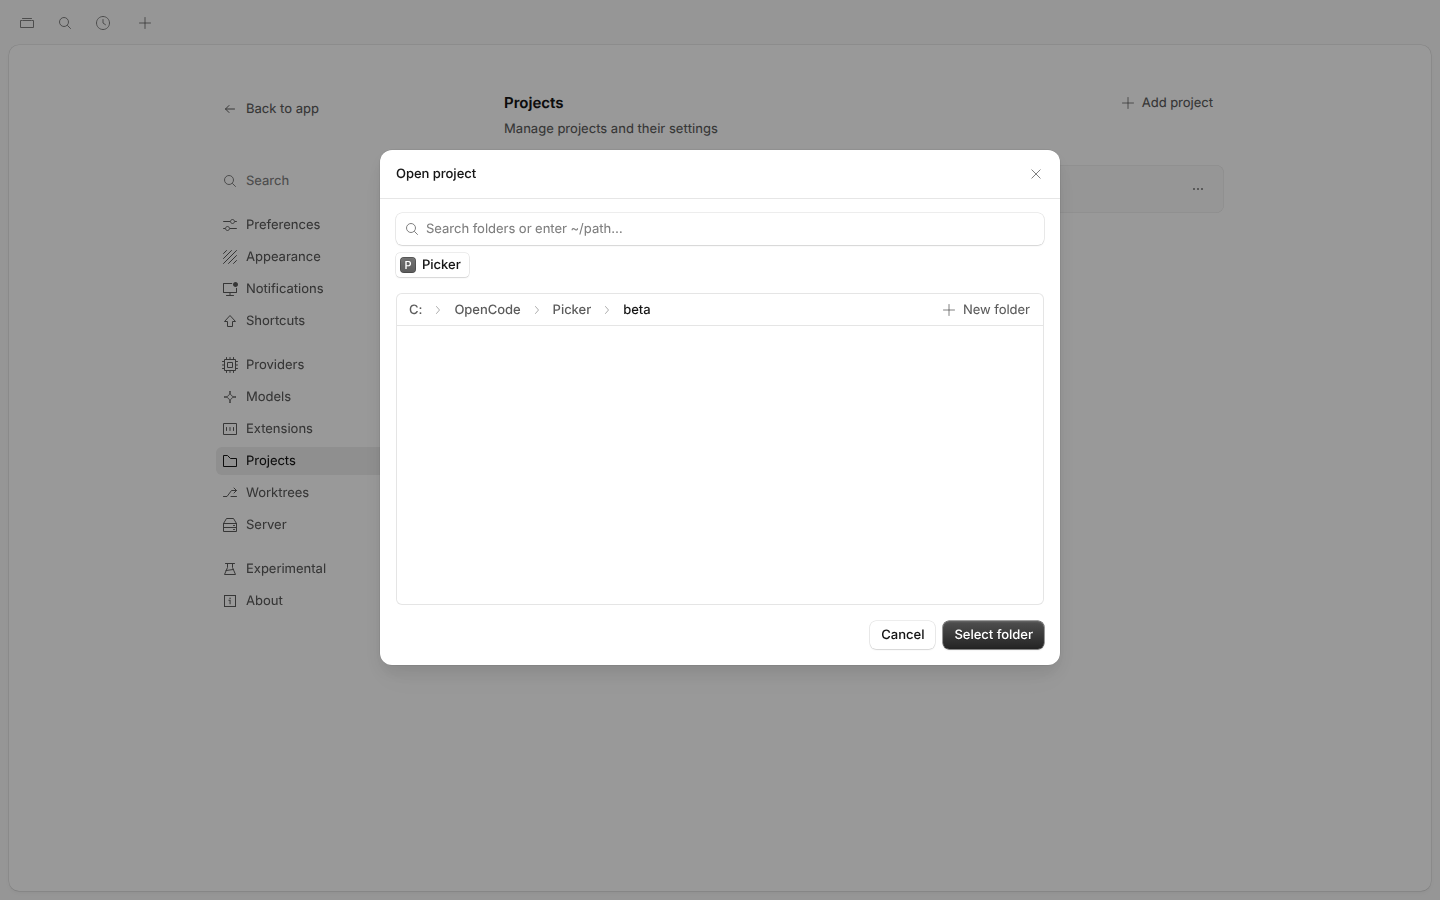 Back to app
Projects
Add project
Manage projects and their settings
Open project
Search
Search folders or enter ~/path...
Preferences
Appearance
Notifications
Shortcuts
Providers
Models
Extensions
Projects
Worktrees
Server
Experimental
About
P Picker
C: OpenCode Picker beta
New folder
Cancel
Select folder